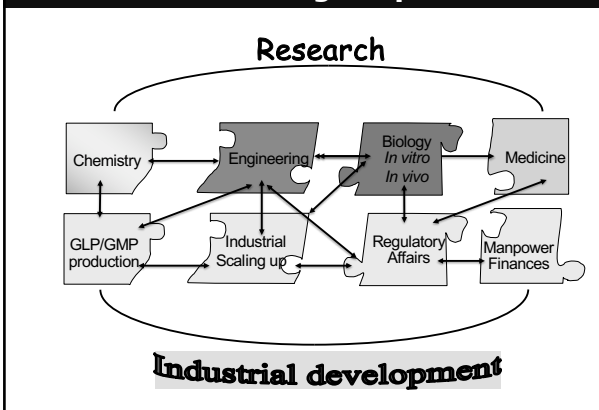 Research
Chemistry
Engineering
Biology
In vitro
In vivo
Medicine
GLP/GMP
production
Industrial
Scaling up
Regulatory
Affairs
Manpower
Finances
Industrial development